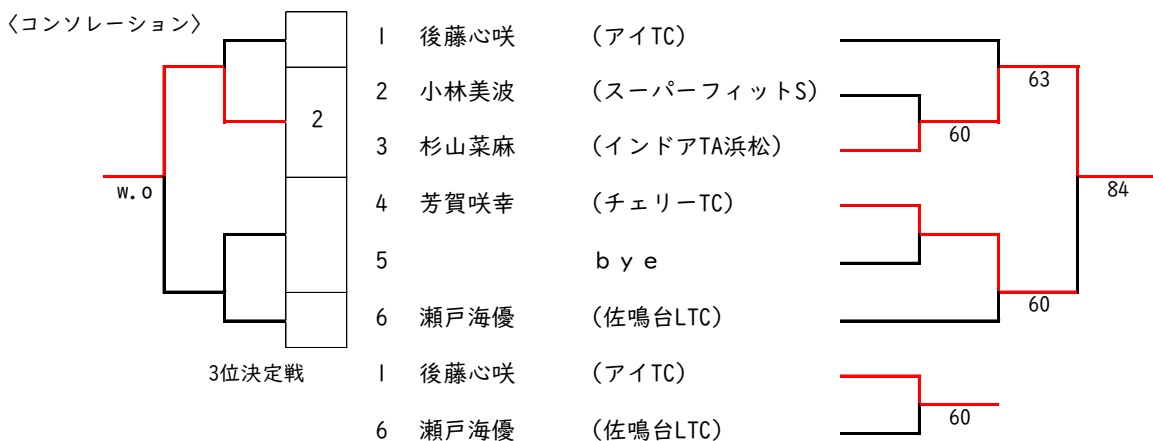 〈コンソレーション〉
1 後藤心咲 (アイTC)
63
2 小林美波 (スーパーフィットS)
2
60
3 杉山菜麻 (インドアTA浜松)
w.o
84
4 芳賀咲幸 (チェリーTC)
5 ｂｙｅ
60
6 瀬戸海優 (佐鳴台LTC)
3位決定戦 1 後藤心咲 (アイTC)
60
6 瀬戸海優 (佐鳴台LTC)